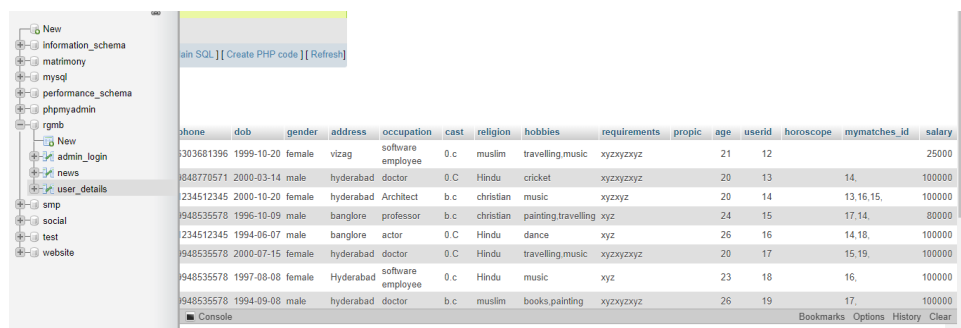 New
information_schema
matrimony
mysql
performance_schema
phpmyadmin
rgmb
New
admin_login
news
user_details
smp
social
test
website
ain SQL ] [ Create PHP code ] [ Refresh]
phone dob gender address occupation cast religion hobbies requirements propic age userid horoscope mymatches_id salary
6303681396 1999-10-20 female vizag software employee 0.c muslim travelling,music xyzxyzxyz 21 12 25000
9848770571 2000-03-14 male hyderabad doctor 0.C Hindu cricket xyzxyzxyz 20 13 14, 100000
1234512345 2000-10-20 female hyderabad Architect b.c christian music xyzxyzxyz 20 14 13,16,15, 100000
9948535578 1996-10-09 male banglore professor b.c christian painting,travelling xyz 24 15 17,14, 80000
1234512345 1994-06-07 male banglore actor 0.C Hindu dance xyz 26 16 14,18, 100000
9948535578 2000-07-15 female hyderabad doctor 0.C Hindu travelling,music xyzxyzxyz 20 17 15,19, 100000
9948535578 1997-08-08 female Hyderabad software employee 0.c Hindu music xyz 23 18 16, 100000
9948535578 1994-09-08 male hyderabad doctor b.c muslim books,painting xyzxyzxyz 26 19 17, 100000
Console Bookmarks Options History Clear